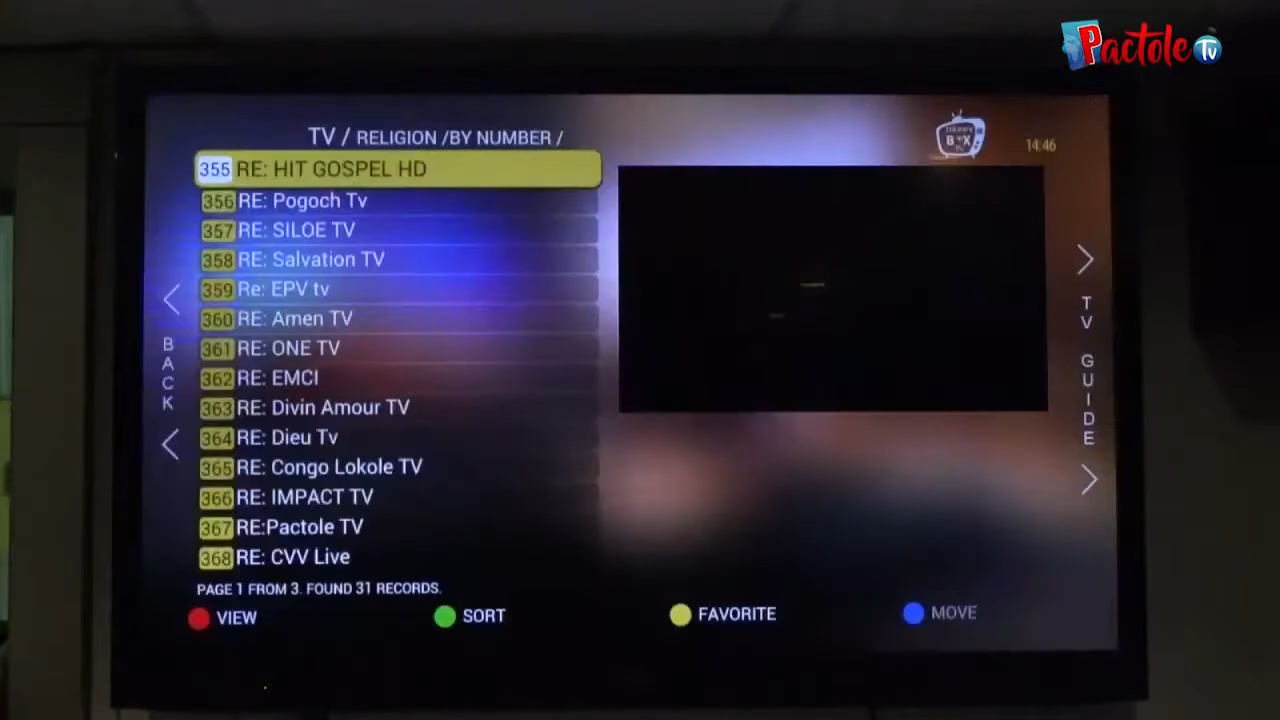 Pactole Tv
TV / RELIGION /BY NUMBER /
BOX
14:46
355 RE: HIT GOSPEL HD
356 RE: Pogoch Tv
357 RE: SILOE TV
358 RE: Salvation TV
359 Re: EPV tv
360 RE: Amen TV
361 RE: ONE TV
362 RE: EMCI
363 RE: Divin Amour TV
364 RE: Dieu Tv
365 RE: Congo Lokole TV
366 RE: IMPACT TV
367 RE:Pactole TV
368 RE: CVV Live
BACK
TV GUIDE
PAGE 1 FROM 3. FOUND 31 RECORDS.
VIEW
SORT
FAVORITE
MOVE